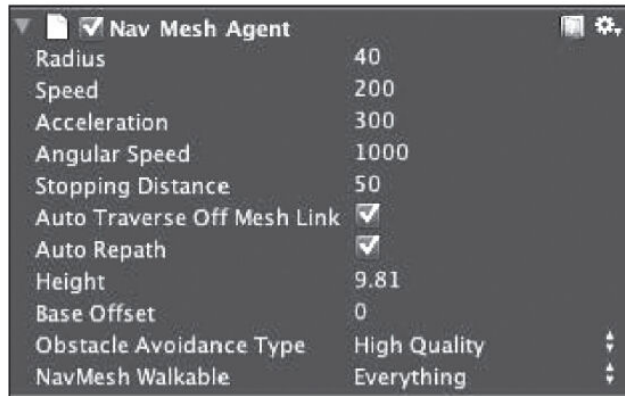 Nav Mesh Agent
Radius 40
Speed 200
Acceleration 300
Angular Speed 1000
Stopping Distance 50
Auto Traverse Off Mesh Link
Auto Repath
Height 9.81
Base Offset 0
Obstacle Avoidance Type High Quality
NavMesh Walkable Everything